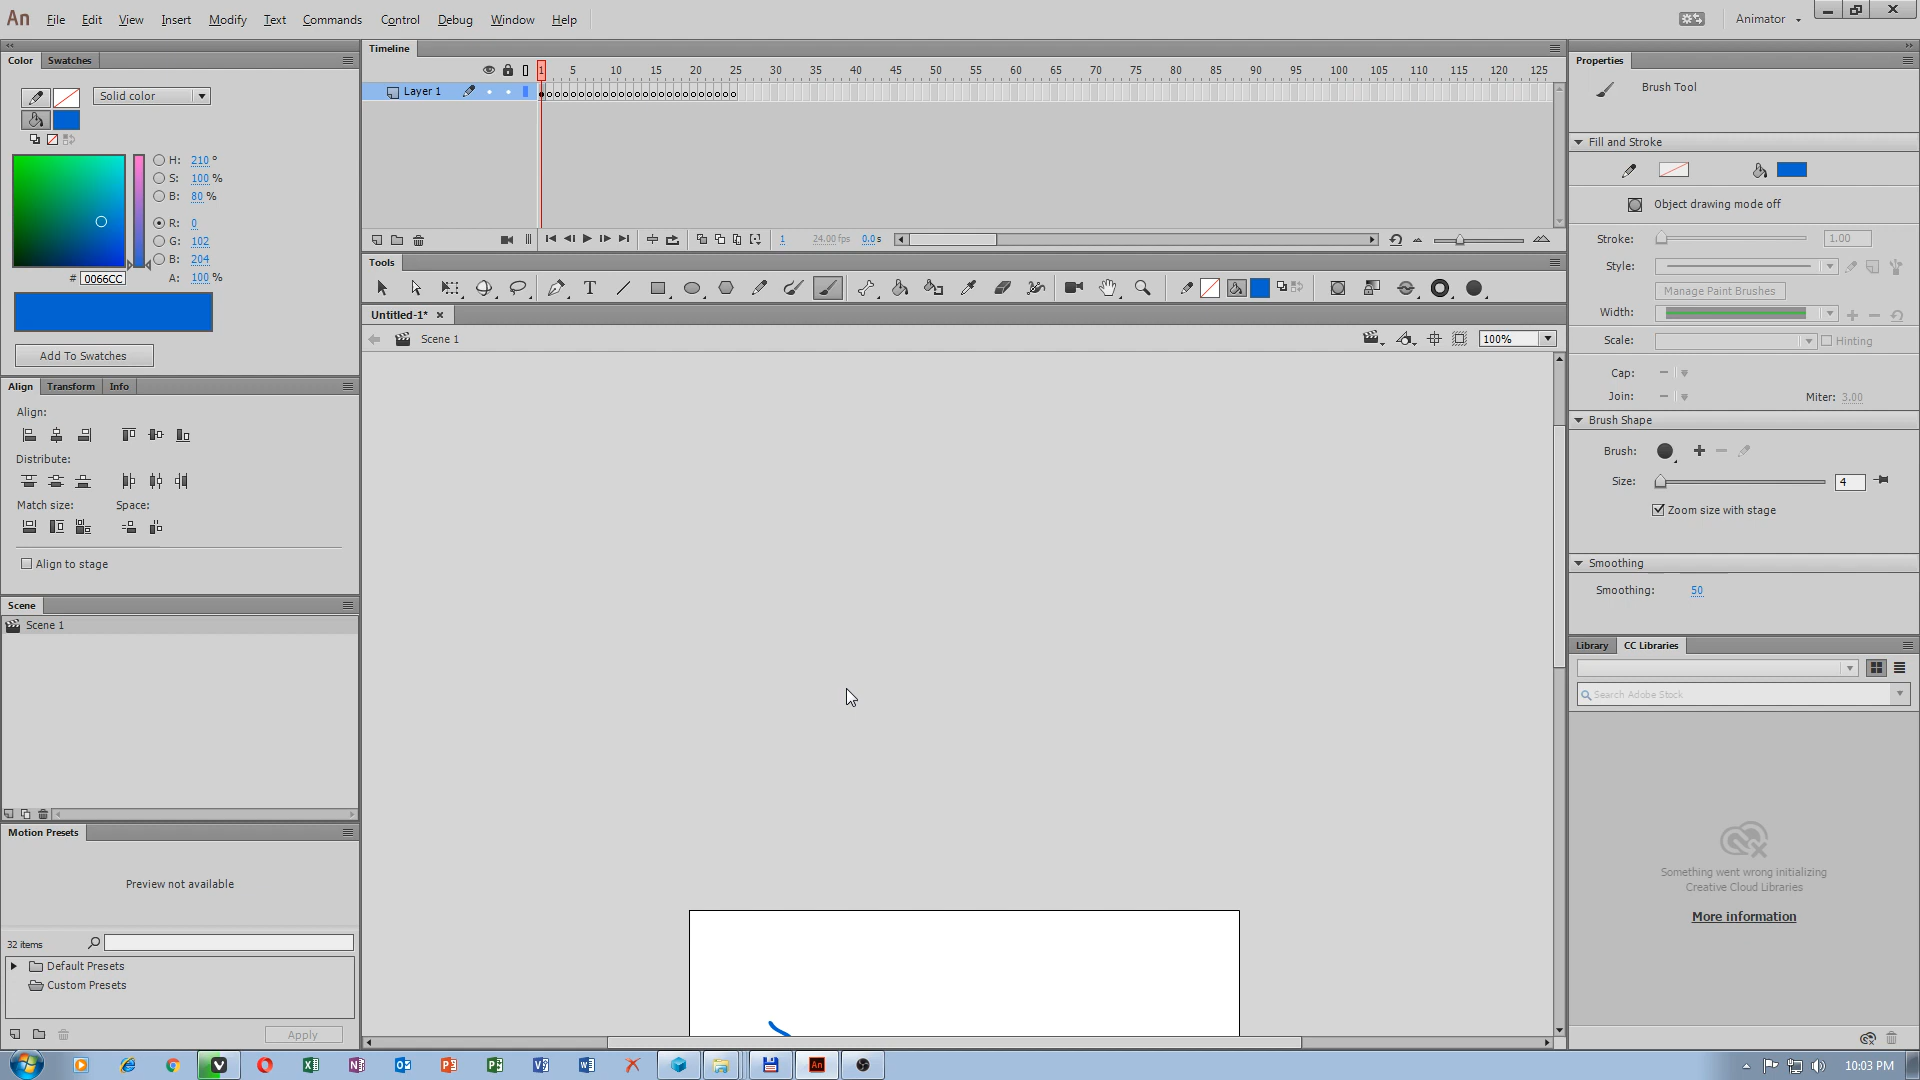 An File Edit View Insert Modify Text Commands Control Debug Window Help Animator
Color Swatches
Solid color
H: 210 °
S: 100 %
B: 80 %
R: 0
G: 102
B: 204
A: 100 %
# 0066CC
Add To Swatches
Align Transform Info
Align:
Distribute:
Match size: Space:
Align to stage
Scene
Scene 1
Motion Presets
Preview not available
32 items
Default Presets
Custom Presets
Apply
Timeline
1 5 10 15 20 25 30 35 40 45 50 55 60 65 70 75 80 85 90 95 100 105 110 115 120 125
Layer 1
1 24.00 fps 0.0 s
Tools
T
Untitled-1* ×
Scene 1 100%
Properties
Brush Tool
Fill and Stroke
Object drawing mode off
Stroke: 1.00
Style:
Manage Paint Brushes
Width:
Scale: Hinting
Cap:
Join: Miter: 3.00
Brush Shape
Brush:
Size: 4
Zoom size with stage
Smoothing
Smoothing: 50
Library CC Libraries
Search Adobe Stock
Something went wrong initializing
Creative Cloud Libraries
More information
An
10:03 PM